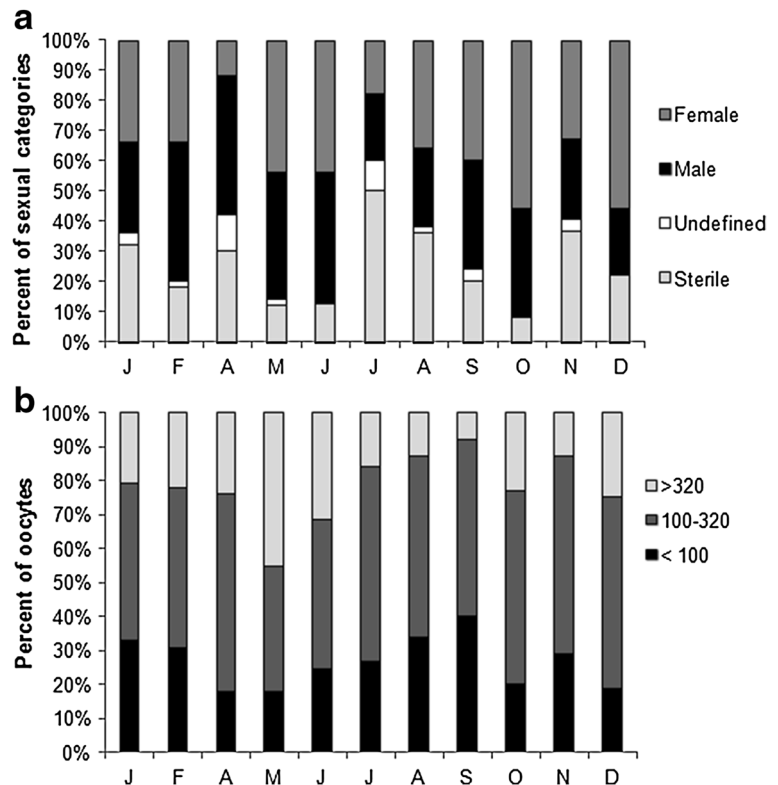 a
Percent of sexual categories
100%
90%
80%
70%
60%
50%
40%
30%
20%
10%
0%
J F A M J J A S O N D
Female
Male
Undefined
Sterile
b
Percent of oocytes
100%
90%
80%
70%
60%
50%
40%
30%
20%
10%
0%
J F A M J J A S O N D
>320
100-320
< 100